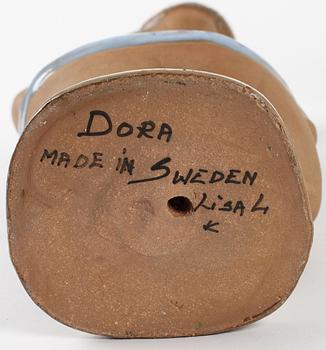 DORA
MADE IN SWEDEN
LiSA L
K